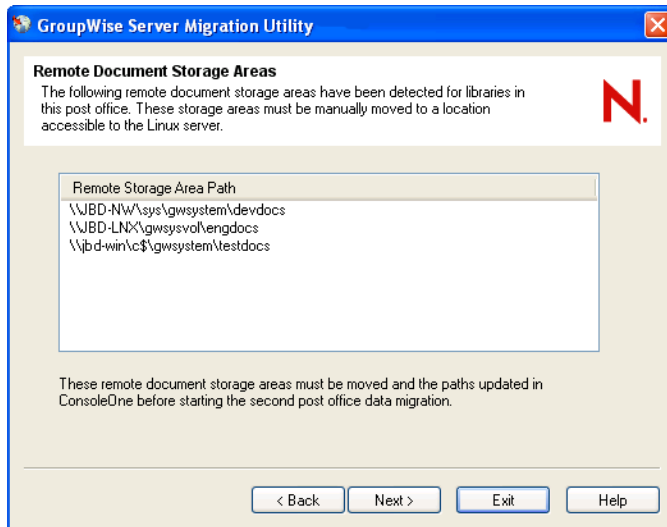 GroupWise Server Migration Utility
Remote Document Storage Areas
The following remote document storage areas have been detected for libraries in
this post office. These storage areas must be manually moved to a location
accessible to the Linux server.
N.
Remote Storage Area Path
\\JBD-NW\sys\gwsystem\devdocs
\\JBD-LNX\gwsysvol\engdocs
\\jbd-win\c$\gwsystem\testdocs
These remote document storage areas must be moved and the paths updated in
ConsoleOne before starting the second post office data migration.
< Back Next > Exit Help